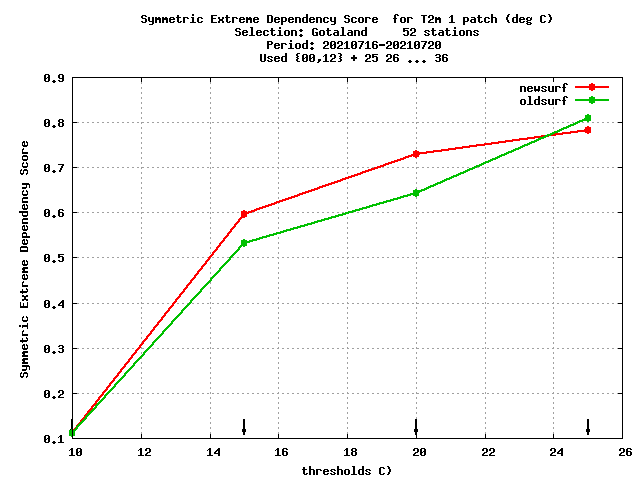 Symmetric Extreme Dependency Score  for T2m 1 patch (deg C)
Selection: Gotaland     52 stations
Period: 20210716-20210720
Used {00,12} + 25 26 ... 36
newsurf
oldsurf
Symmetric Extreme Dependency Score
0.9
0.8
0.7
0.6
0.5
0.4
0.3
0.2
0.1
10 12 14 16 18 20 22 24 26
thresholds C)